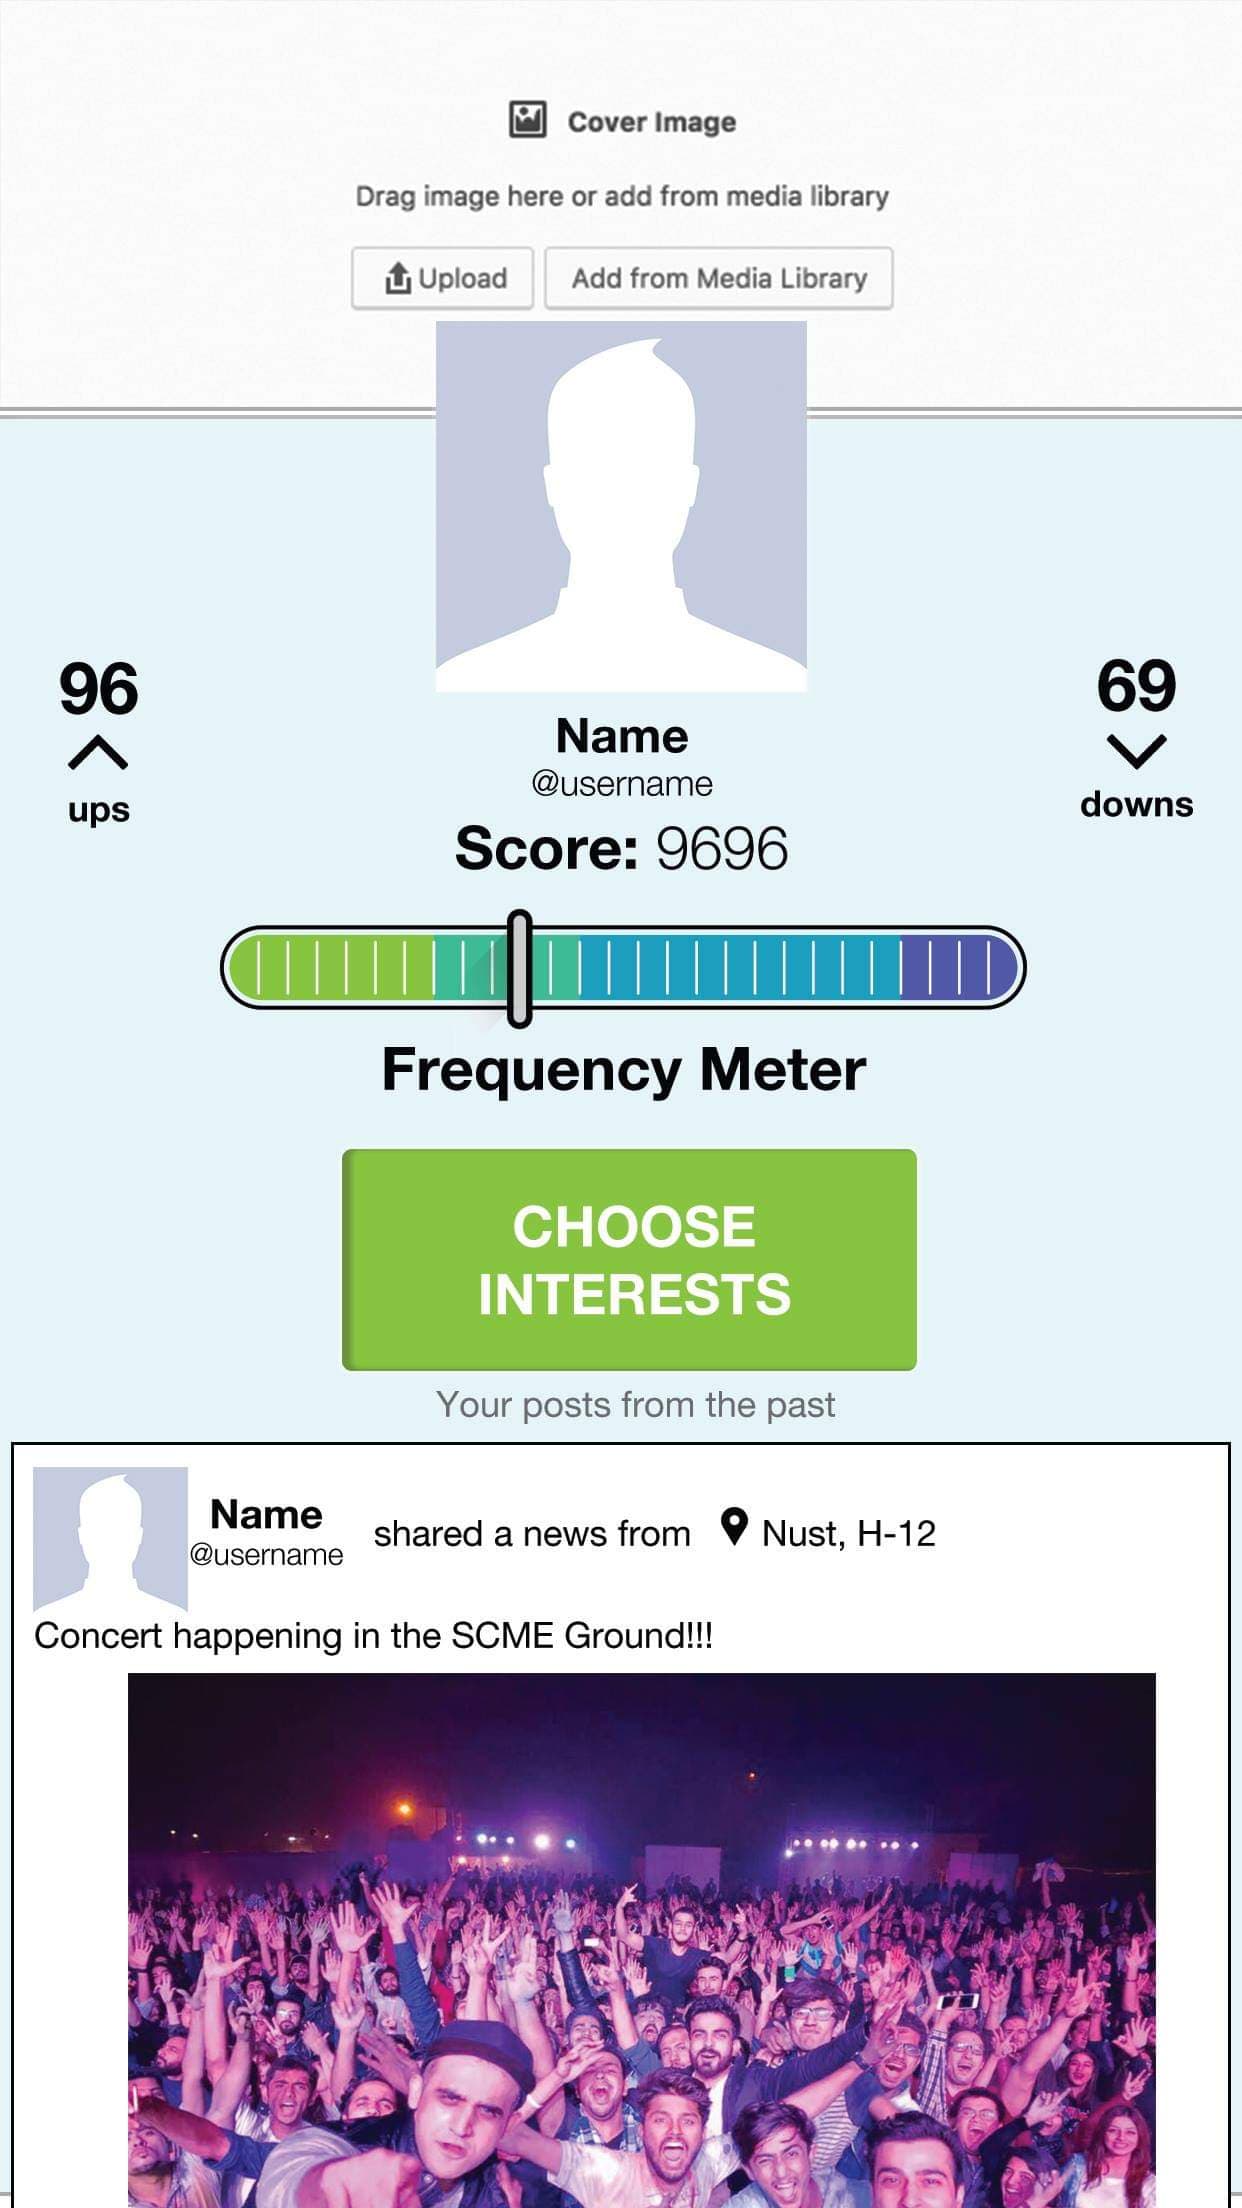 Cover Image
Drag image here or add from media library
Upload
Add from Media Library
96
ups
69
downs
Name
@username
Score: 9696
Frequency Meter
CHOOSE
INTERESTS
Your posts from the past
Name
@username
shared a news from
Nust, H-12
Concert happening in the SCME Ground!!!